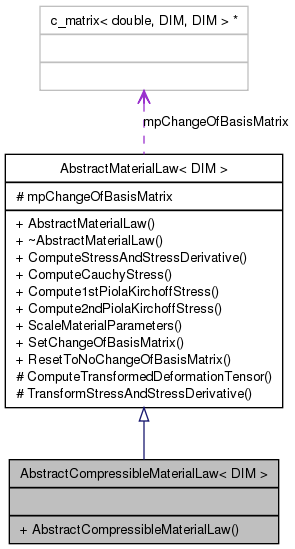 c_matrix< double, DIM, DIM > *
mpChangeOfBasisMatrix
AbstractMaterialLaw< DIM >
# mpChangeOfBasisMatrix
+ AbstractMaterialLaw()
+ ~AbstractMaterialLaw()
+ ComputeStressAndStressDerivative()
+ ComputeCauchyStress()
+ Compute1stPiolaKirchoffStress()
+ Compute2ndPiolaKirchoffStress()
+ ScaleMaterialParameters()
+ SetChangeOfBasisMatrix()
+ ResetToNoChangeOfBasisMatrix()
# ComputeTransformedDeformationTensor()
# TransformStressAndStressDerivative()
AbstractCompressibleMaterialLaw< DIM >
+ AbstractCompressibleMaterialLaw()